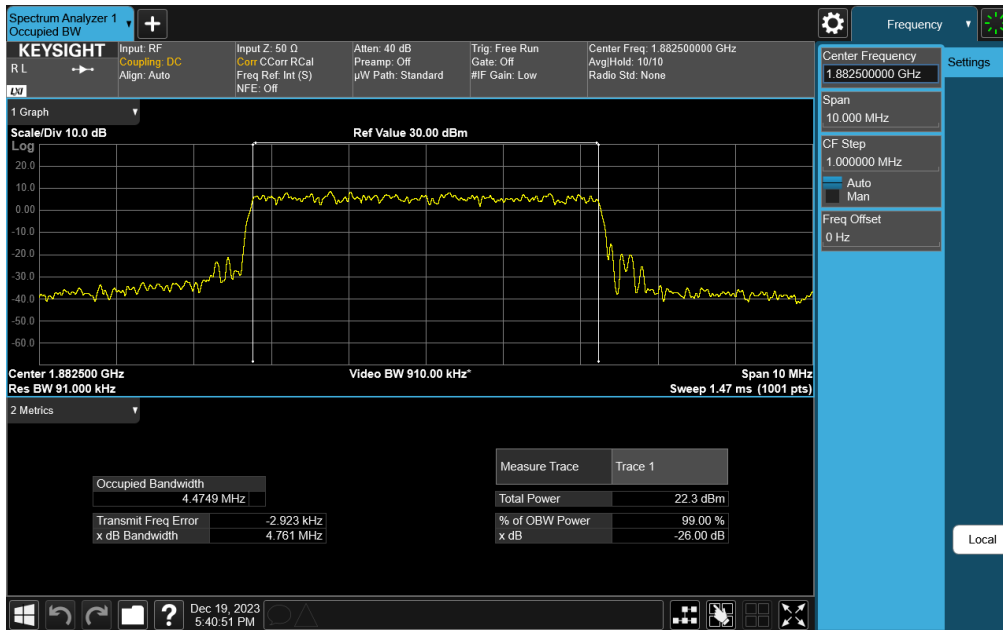 Spectrum Analyzer 1
Occupied BW
Frequency
KEYSIGHT
R L
LXI
Input: RF
Coupling: DC
Align: Auto
Input Z: 50 Ω
Corr CCorr RCal
Freq Ref: Int (S)
NFE: Off
Atten: 40 dB
Preamp: Off
µW Path: Standard
Trig: Free Run
Gate: Off
#IF Gain: Low
Center Freq: 1.882500000 GHz
Avg|Hold: 10/10
Radio Std: None
Center Frequency
1.882500000 GHz
Settings
Span
10.000 MHz
CF Step
1.000000 MHz
Auto
Man
Freq Offset
0 Hz
Local
1 Graph
Scale/Div 10.0 dB
Ref Value 30.00 dBm
Log
20.0
10.0
0.00
-10.0
-20.0
-30.0
-40.0
-50.0
-60.0
Center 1.882500 GHz
Video BW 910.00 kHz*
Span 10 MHz
Res BW 91.000 kHz
Sweep 1.47 ms (1001 pts)
2 Metrics
Occupied Bandwidth
4.4749 MHz
Transmit Freq Error -2.923 kHz
x dB Bandwidth 4.761 MHz
Measure Trace Trace 1
Total Power 22.3 dBm
% of OBW Power 99.00 %
x dB -26.00 dB
?
Dec 19, 2023
5:40:51 PM